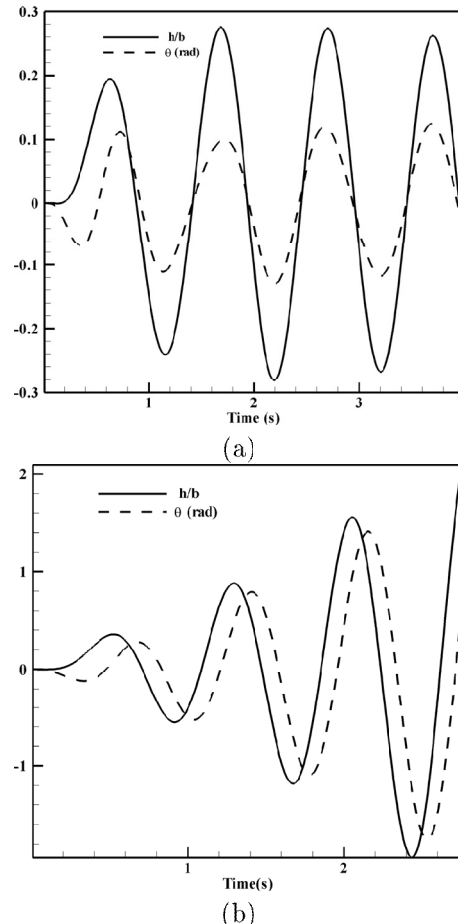 0.3
h/b
θ (rad)
0.2
0.1
0
-0.1
-0.2
-0.3
1 2 3
Time (s)
(a)
2
h/b
θ (rad)
1
0
-1
1 2
Time(s)
(b)